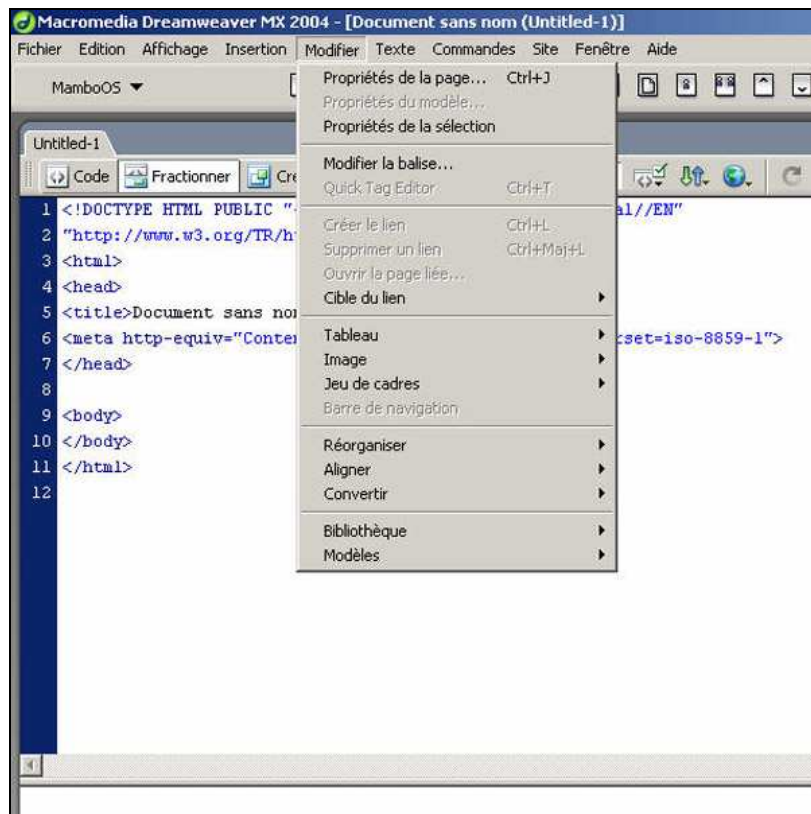 Macromedia Dreamweaver MX 2004 - [Document sans nom (Untitled-1)]
Fichier Edition Affichage Insertion Modifier Texte Commandes Site Fenêtre Aide
MamboOS
Propriétés de la page... Ctrl+J
Propriétés du modèle...
Propriétés de la sélection
Modifier la balise...
Quick Tag Editor Ctrl+T
Créer le lien Ctrl+L
Supprimer un lien Ctrl+Maj+L
Ouvrir la page liée...
Cible du lien
Tableau
Image
Jeu de cadres
Barre de navigation
Réorganiser
Aligner
Convertir
Bibliothèque
Modèles
Untitled-1
Code Fractionner Cré
1 <!DOCTYPE HTML PUBLIC "- al//EN"
2 "http://www.w3.org/TR/h
3 <html>
4 <head>
5 <title>Document sans nom
6 <meta http-equiv="Conten rset=iso-8859-1">
7 </head>
8
9 <body>
10 </body>
11 </html>
12